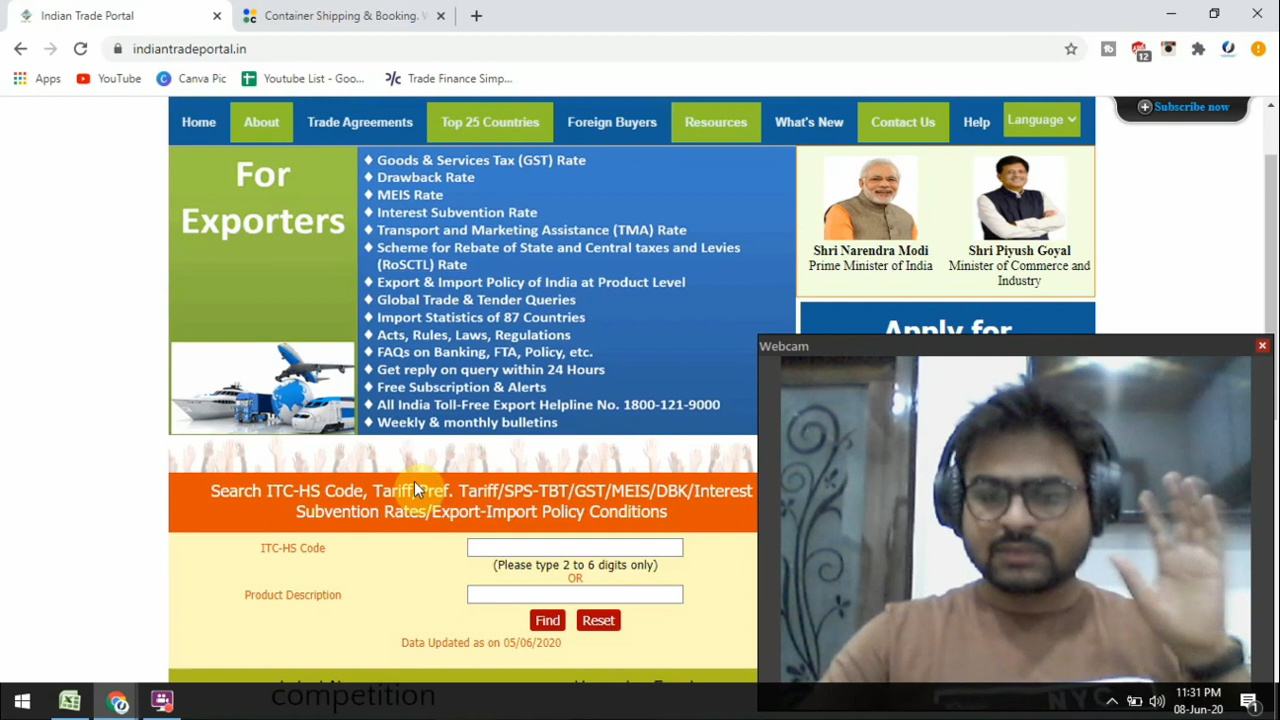 Indian Trade Portal
Container Shipping & Booking. W
indiantradeportal.in
12
Apps
YouTube
Canva Pic
Youtube List - Goo...
Trade Finance Simp...
Home
About
Trade Agreements
Top 25 Countries
Foreign Buyers
Resources
What's New
Contact Us
Help
Language
Subscribe now
For
Exporters
Goods & Services Tax (GST) Rate
Drawback Rate
MEIS Rate
Interest Subvention Rate
Transport and Marketing Assistance (TMA) Rate
Scheme for Rebate of State and Central taxes and Levies
(RoSCTL) Rate
Export & Import Policy of India at Product Level
Global Trade & Tender Queries
Import Statistics of 87 Countries
Acts, Rules, Laws, Regulations
FAQs on Banking, FTA, Policy, etc.
Get reply on query within 24 Hours
Free Subscription & Alerts
All India Toll-Free Export Helpline No. 1800-121-9000
Weekly & monthly bulletins
Shri Narendra Modi
Prime Minister of India
Shri Piyush Goyal
Minister of Commerce and
Industry
Apply for
Webcam
Search ITC-HS Code, Tariff/Pref. Tariff/SPS-TBT/GST/MEIS/DBK/Interest
Subvention Rates/Export-Import Policy Conditions
ITC-HS Code
(Please type 2 to 6 digits only)
OR
Product Description
Find
Reset
Data Updated as on 05/06/2020
competition
NYC
11:31 PM
08-Jun-20
1